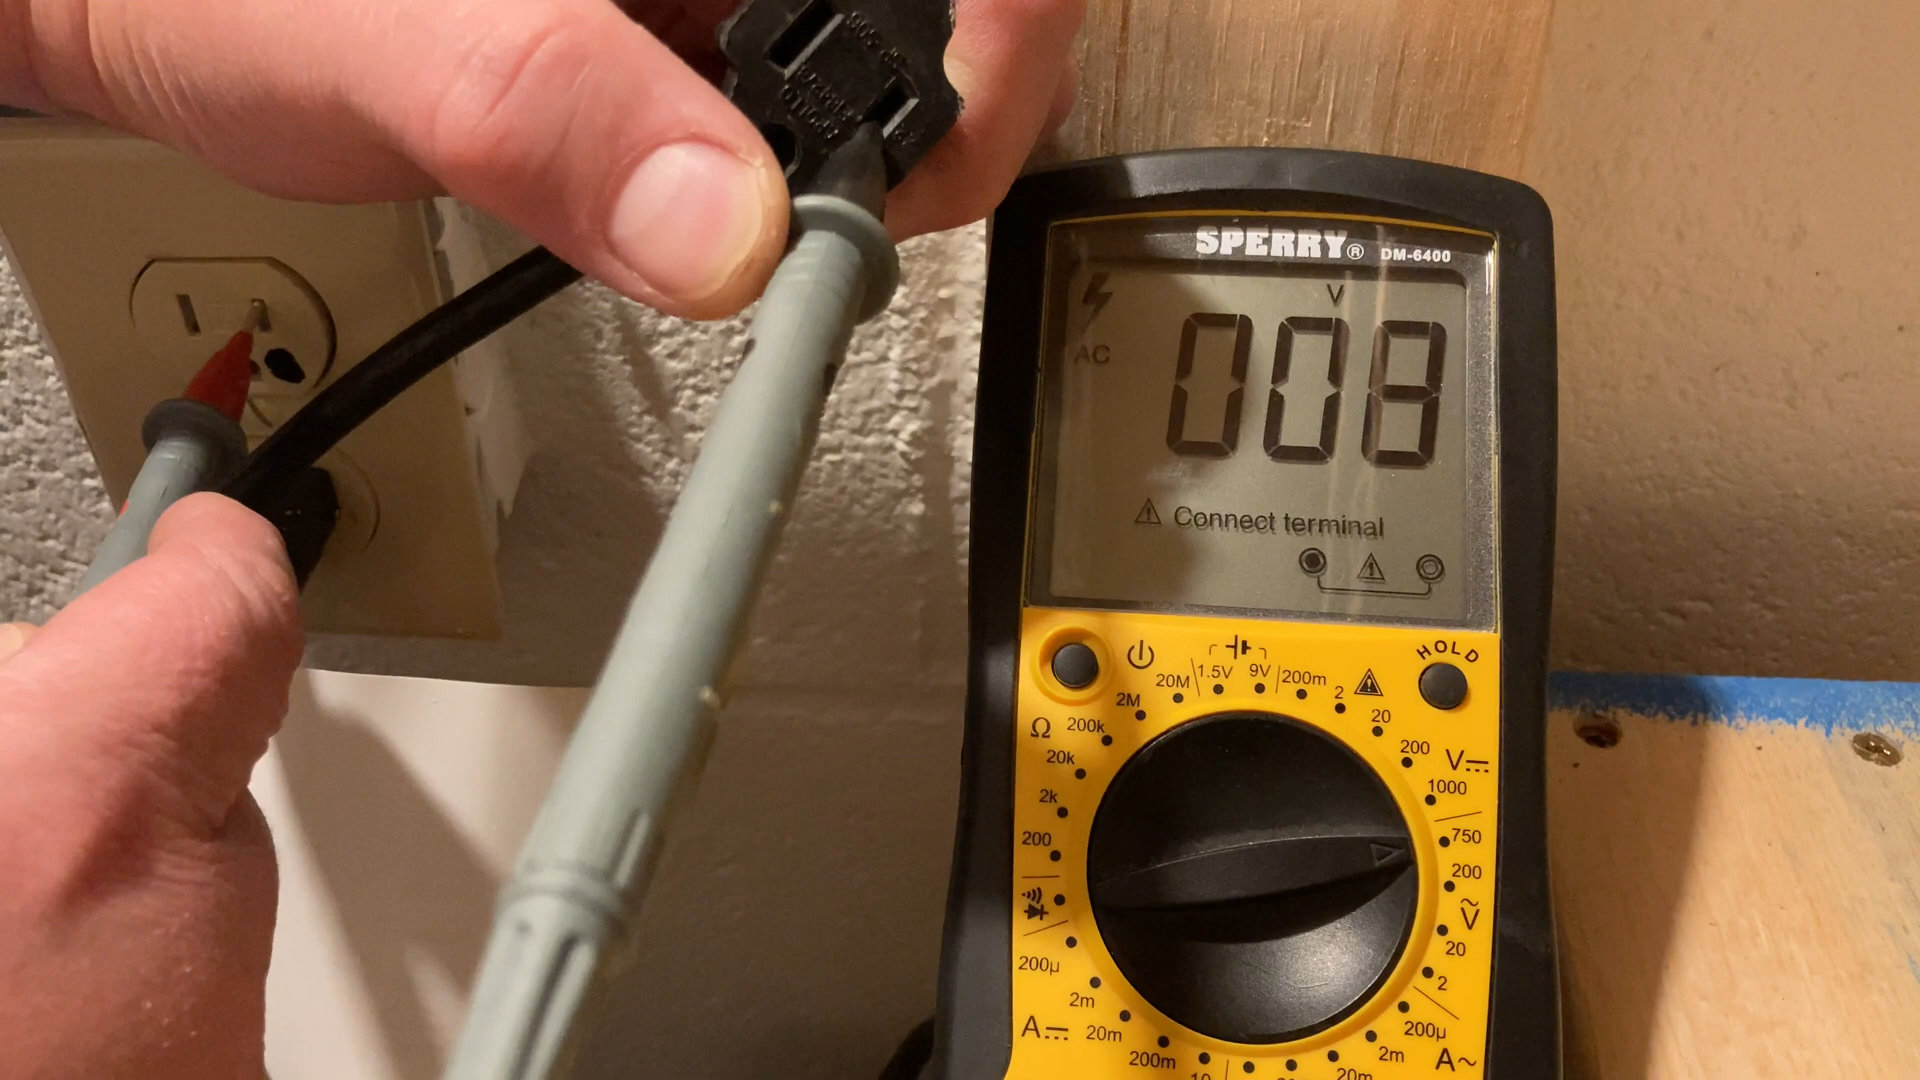 SPERRY® DM-6400
V
AC
008
Connect terminal
HOLD
1.5V 9V 200m
20M 2
2M 20
Ω 200k 200 V
20k 1000
2k 750
200 200
V
20
200µ 2
2m 200µ
A 20m 2m A~
200m 20m